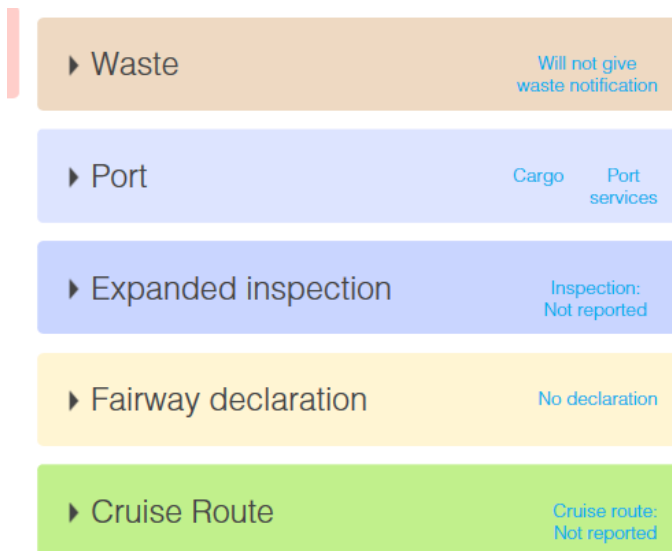 Waste
Will not give
waste notification
Port
Cargo
Port
services
Expanded inspection
Inspection:
Not reported
Fairway declaration
No declaration
Cruise Route
Cruise route:
Not reported